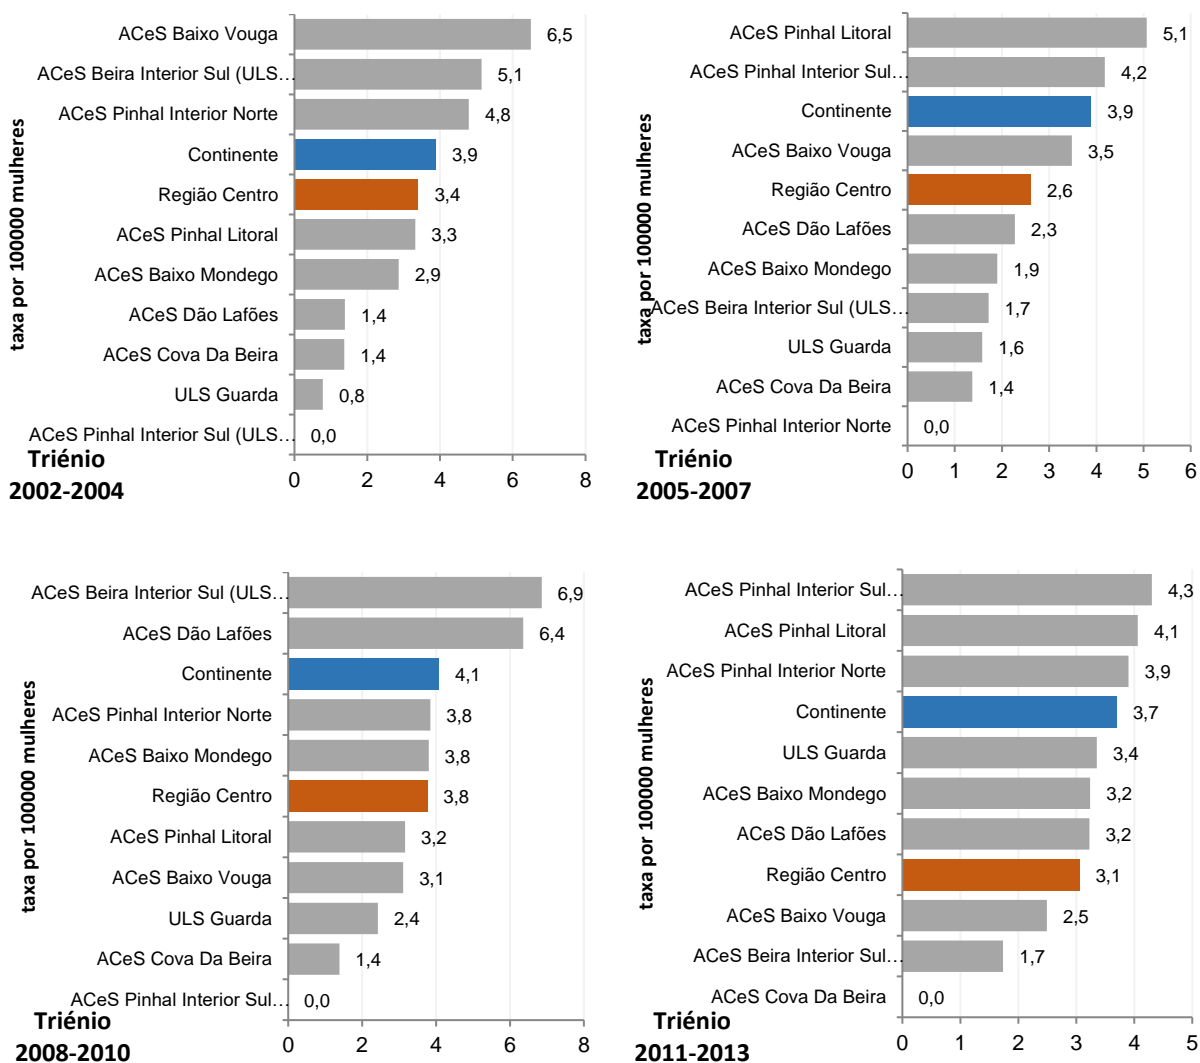 ACeS Baixo Vouga 6,5
ACeS Beira Interior Sul (ULS… 5,1
ACeS Pinhal Interior Norte 4,8
Continente 3,9
Região Centro 3,4
ACeS Pinhal Litoral 3,3
ACeS Baixo Mondego 2,9
ACeS Dão Lafões 1,4
ACeS Cova Da Beira 1,4
ULS Guarda 0,8
ACeS Pinhal Interior Sul (ULS… 0,0
taxa por 100000 mulheres
0 2 4 6 8
Triénio
2002-2004
ACeS Pinhal Litoral 5,1
ACeS Pinhal Interior Sul… 4,2
Continente 3,9
ACeS Baixo Vouga 3,5
Região Centro 2,6
ACeS Dão Lafões 2,3
ACeS Baixo Mondego 1,9
ACeS Beira Interior Sul (ULS… 1,7
ULS Guarda 1,6
ACeS Cova Da Beira 1,4
ACeS Pinhal Interior Norte 0,0
taxa por 100000 mulheres
0 1 2 3 4 5 6
Triénio
2005-2007
ACeS Beira Interior Sul (ULS… 6,9
ACeS Dão Lafões 6,4
Continente 4,1
ACeS Pinhal Interior Norte 3,8
ACeS Baixo Mondego 3,8
Região Centro 3,8
ACeS Pinhal Litoral 3,2
ACeS Baixo Vouga 3,1
ULS Guarda 2,4
ACeS Cova Da Beira 1,4
ACeS Pinhal Interior Sul… 0,0
taxa por 100000 mulheres
0 2 4 6 8
Triénio
2008-2010
ACeS Pinhal Interior Sul… 4,3
ACeS Pinhal Litoral 4,1
ACeS Pinhal Interior Norte 3,9
Continente 3,7
ULS Guarda 3,4
ACeS Baixo Mondego 3,2
ACeS Dão Lafões 3,2
Região Centro 3,1
ACeS Baixo Vouga 2,5
ACeS Beira Interior Sul… 1,7
ACeS Cova Da Beira 0,0
taxa por 100000 mulheres
0 1 2 3 4 5
Triénio
2011-2013